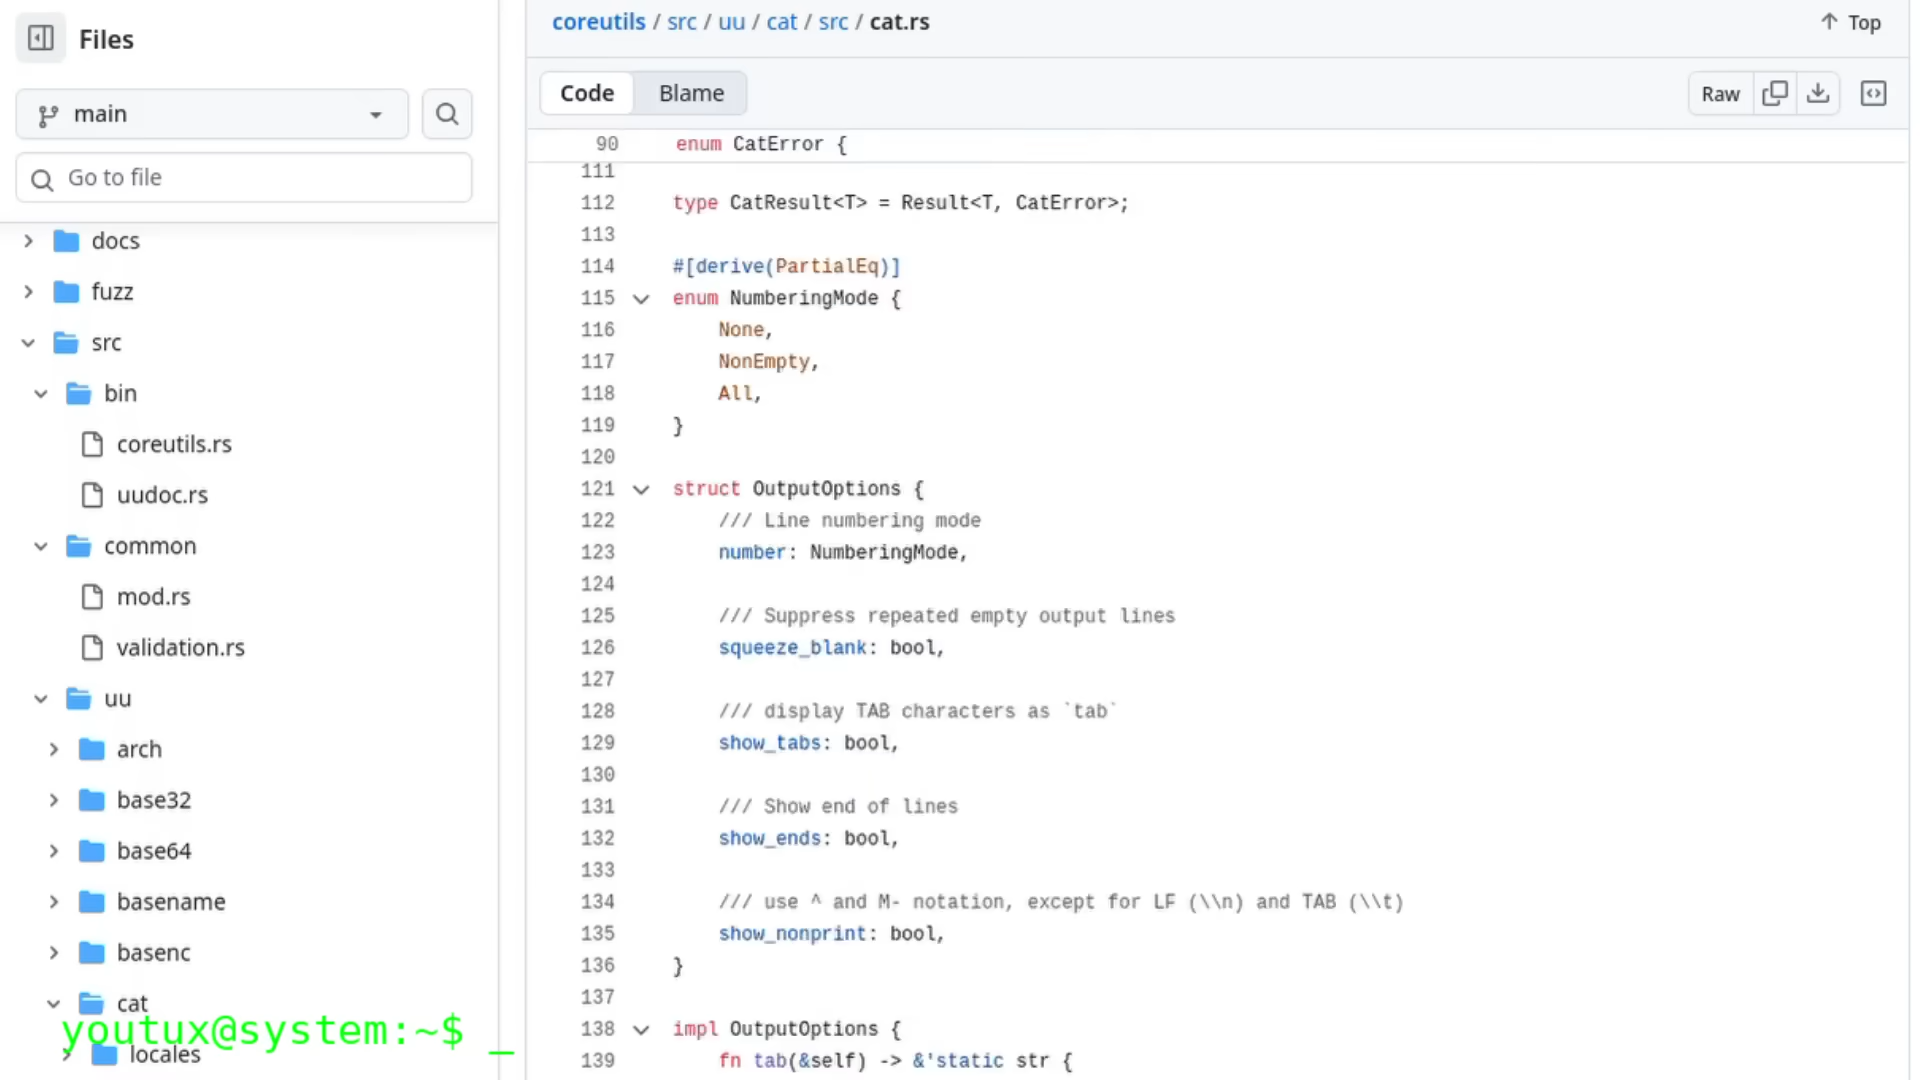 Files
main
Go to file
docs
fuzz
src
bin
coreutils.rs
uudoc.rs
common
mod.rs
validation.rs
uu
arch
base32
base64
basename
basenc
cat
locales
youtux@system:~$ _
coreutils / src / uu / cat / src / cat.rs
Top
Code Blame
Raw
90 enum CatError {
111
112 type CatResult<T> = Result<T, CatError>;
113
114 #[derive(PartialEq)]
115 enum NumberingMode {
116 None,
117 NonEmpty,
118 All,
119 }
120
121 struct OutputOptions {
122 /// Line numbering mode
123 number: NumberingMode,
124
125 /// Suppress repeated empty output lines
126 squeeze_blank: bool,
127
128 /// display TAB characters as `tab`
129 show_tabs: bool,
130
131 /// Show end of lines
132 show_ends: bool,
133
134 /// use ^ and M- notation, except for LF (\\n) and TAB (\\t)
135 show_nonprint: bool,
136 }
137
138 impl OutputOptions {
139 fn tab(&self) -> &'static str {